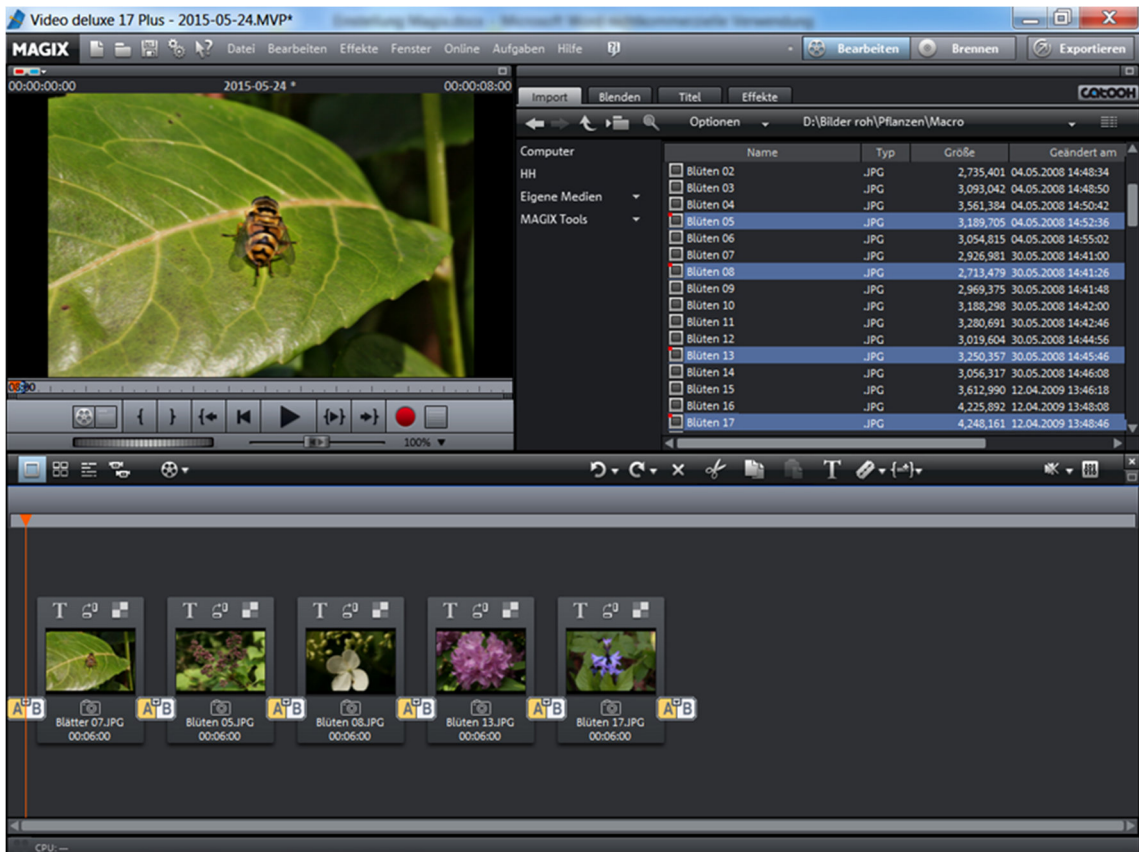 Video deluxe 17 Plus - 2015-05-24.MVP*
MAGIX Datei Bearbeiten Effekte Fenster Online Aufgaben Hilfe Bearbeiten Brennen Exportieren
00:00:00:00 2015-05-24 * 00:00:08:00
Import Blenden Titel Effekte CATOOH
Optionen D:\Bilder roh\Pflanzen\Macro
Computer
HH
Eigene Medien
MAGIX Tools
Name Typ Größe Geändert am
Blüten 02 .JPG 2,735,401 04.05.2008 14:48:34
Blüten 03 .JPG 3,093,042 04.05.2008 14:48:50
Blüten 04 .JPG 3,561,384 04.05.2008 14:50:42
Blüten 05 .JPG 3,189,705 04.05.2008 14:52:36
Blüten 06 .JPG 3,054,815 04.05.2008 14:55:02
Blüten 07 .JPG 2,926,981 30.05.2008 14:41:00
Blüten 08 .JPG 2,713,479 30.05.2008 14:41:26
Blüten 09 .JPG 2,969,375 30.05.2008 14:41:48
Blüten 10 .JPG 3,188,298 30.05.2008 14:42:00
Blüten 11 .JPG 3,280,691 30.05.2008 14:42:46
Blüten 12 .JPG 3,019,604 30.05.2008 14:44:56
Blüten 13 .JPG 3,250,357 30.05.2008 14:45:46
Blüten 14 .JPG 3,056,317 30.05.2008 14:46:08
Blüten 15 .JPG 3,612,990 12.04.2009 13:46:18
Blüten 16 .JPG 4,225,892 12.04.2009 13:48:08
Blüten 17 .JPG 4,248,161 12.04.2009 13:48:46
100%
T
T T T T T
A B A B A B A B A B A B
Blätter 07.JPG Blüten 05.JPG Blüten 08.JPG Blüten 13.JPG Blüten 17.JPG
00:06:00 00:06:00 00:06:00 00:06:00 00:06:00
CPU: —